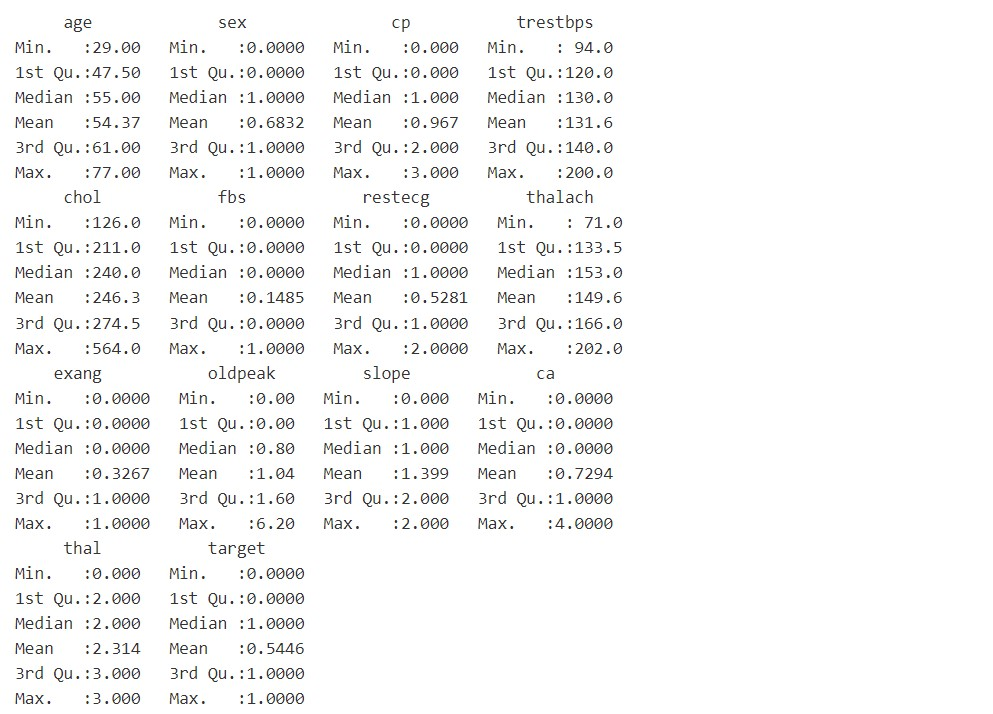 age             sex               cp           trestbps
Min.   :29.00   Min.   :0.0000   Min.   :0.000   Min.   : 94.0
1st Qu.:47.50   1st Qu.:0.0000   1st Qu.:0.000   1st Qu.:120.0
Median :55.00   Median :1.0000   Median :1.000   Median :130.0
Mean   :54.37   Mean   :0.6832   Mean   :0.967   Mean   :131.6
3rd Qu.:61.00   3rd Qu.:1.0000   3rd Qu.:2.000   3rd Qu.:140.0
Max.   :77.00   Max.   :1.0000   Max.   :3.000   Max.   :200.0
     chol            fbs            restecg          thalach
Min.   :126.0   Min.   :0.0000   Min.   :0.0000   Min.   : 71.0
1st Qu.:211.0   1st Qu.:0.0000   1st Qu.:0.0000   1st Qu.:133.5
Median :240.0   Median :0.0000   Median :1.0000   Median :153.0
Mean   :246.3   Mean   :0.1485   Mean   :0.5281   Mean   :149.6
3rd Qu.:274.5   3rd Qu.:0.0000   3rd Qu.:1.0000   3rd Qu.:166.0
Max.   :564.0   Max.   :1.0000   Max.   :2.0000   Max.   :202.0
    exang           oldpeak         slope             ca
Min.   :0.0000   Min.   :0.00   Min.   :0.000   Min.   :0.0000
1st Qu.:0.0000   1st Qu.:0.00   1st Qu.:1.000   1st Qu.:0.0000
Median :0.0000   Median :0.80   Median :1.000   Median :0.0000
Mean   :0.3267   Mean   :1.04   Mean   :1.399   Mean   :0.7294
3rd Qu.:1.0000   3rd Qu.:1.60   3rd Qu.:2.000   3rd Qu.:1.0000
Max.   :1.0000   Max.   :6.20   Max.   :2.000   Max.   :4.0000
     thal           target
Min.   :0.000   Min.   :0.0000
1st Qu.:2.000   1st Qu.:0.0000
Median :2.000   Median :1.0000
Mean   :2.314   Mean   :0.5446
3rd Qu.:3.000   3rd Qu.:1.0000
Max.   :3.000   Max.   :1.0000